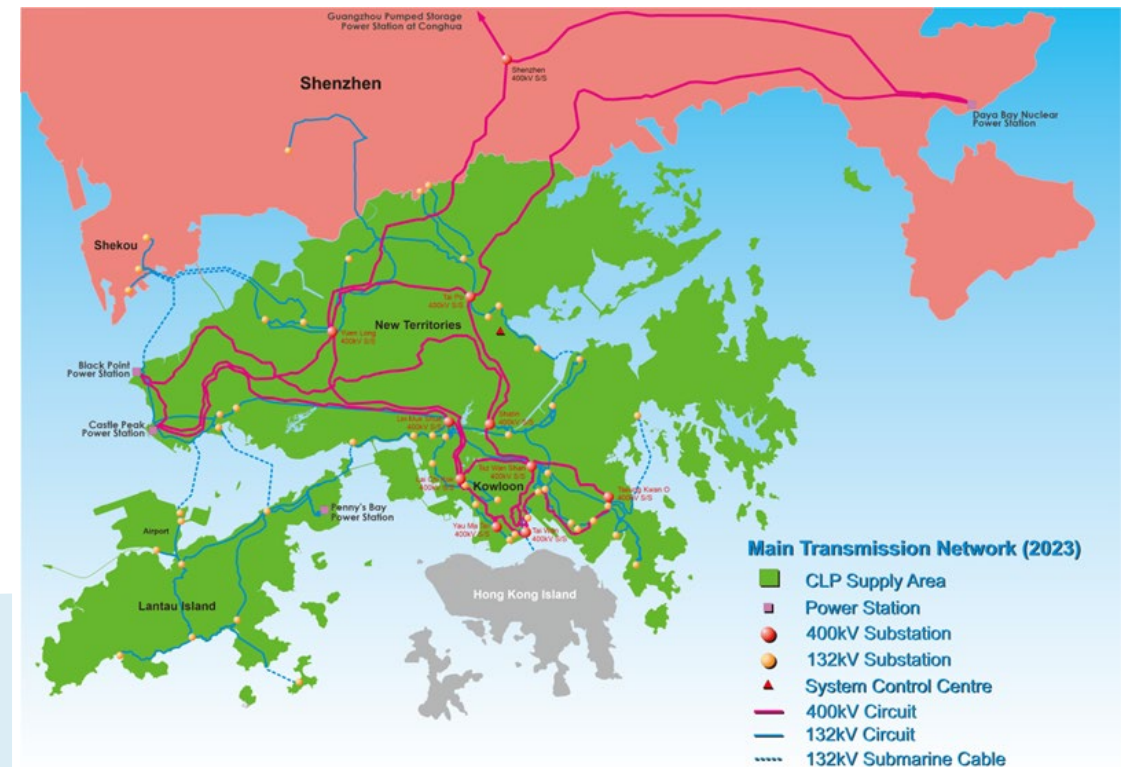 Guangzhou Pumped Storage
Power Station at Conghua
Shenzhen
400kV S/S
Shenzhen
Daya Bay Nuclear
Power Station
Shekou
Tai Po
400kV S/S
New Territories
Yuen Long
400kV S/S
Black Point
Power Station
Castle Peak
Power Station
Lai Muk Shue
400kV S/S
Shatin
400kV S/S
Tsz Wan Shan
400kV S/S
400kV S/S
Kowloon
Tseung Kwan O
400kV S/S
Penny's Bay
Power Station
Airport
Yau Ma Tei
400kV S/S
Tai Wan
400kV S/S
Lantau Island
Hong Kong Island
Main Transmission Network (2023)
CLP Supply Area
Power Station
400kV Substation
132kV Substation
System Control Centre
400kV Circuit
132kV Circuit
132kV Submarine Cable